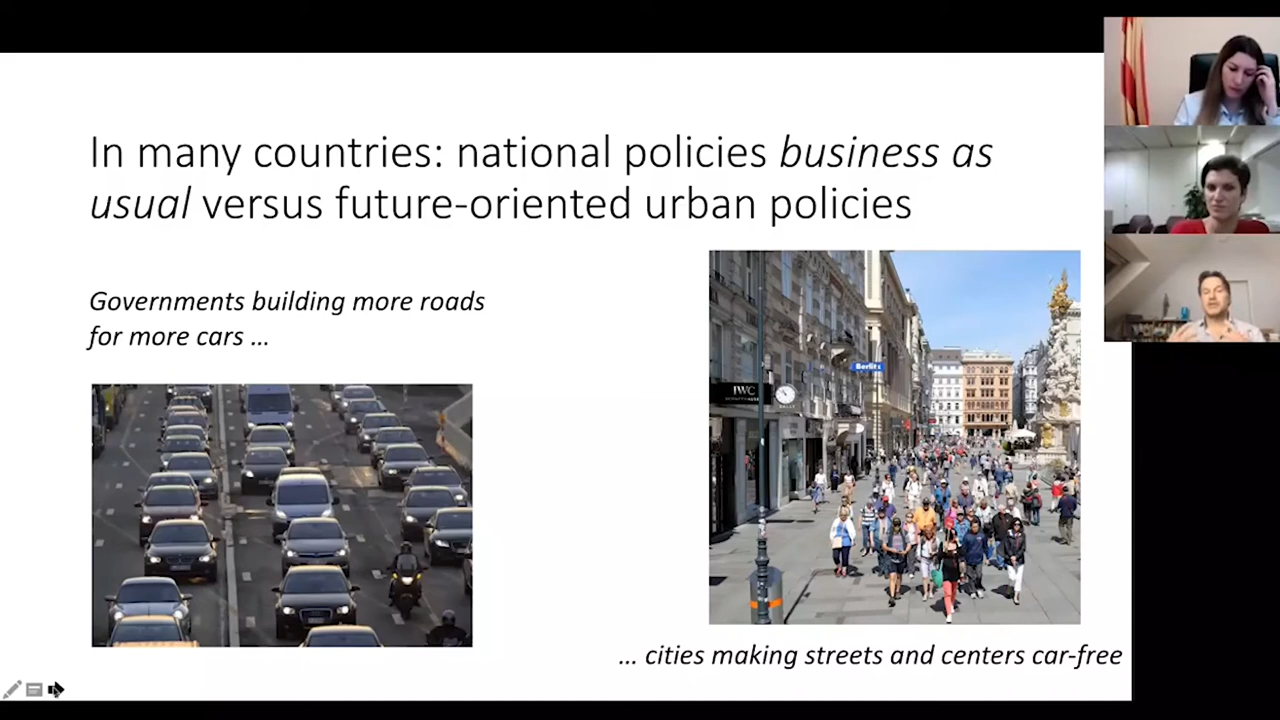 In many countries: national policies business as
usual versus future-oriented urban policies
Governments building more roads
for more cars …
Berlitz
IWC
… cities making streets and centers car-free